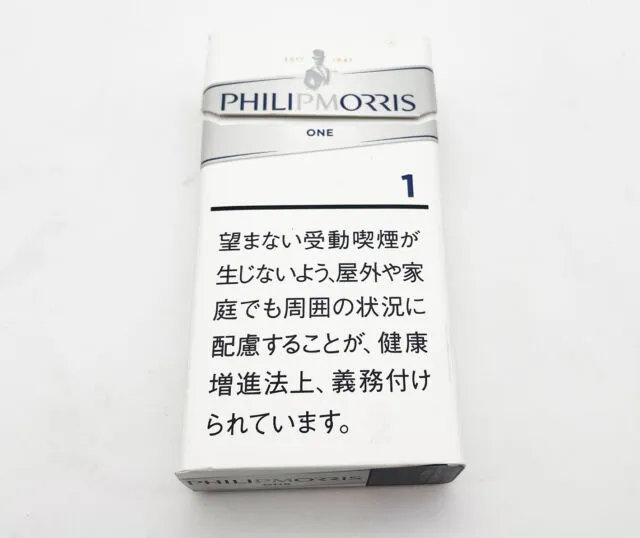 PHILIPMORRIS
ONE
1
望まない受動喫煙が
生じないよう、屋外や家
庭でも周囲の状況に
配慮することが、健康
増進法上、義務付け
られています。
PHILIPMORRIS
ONE